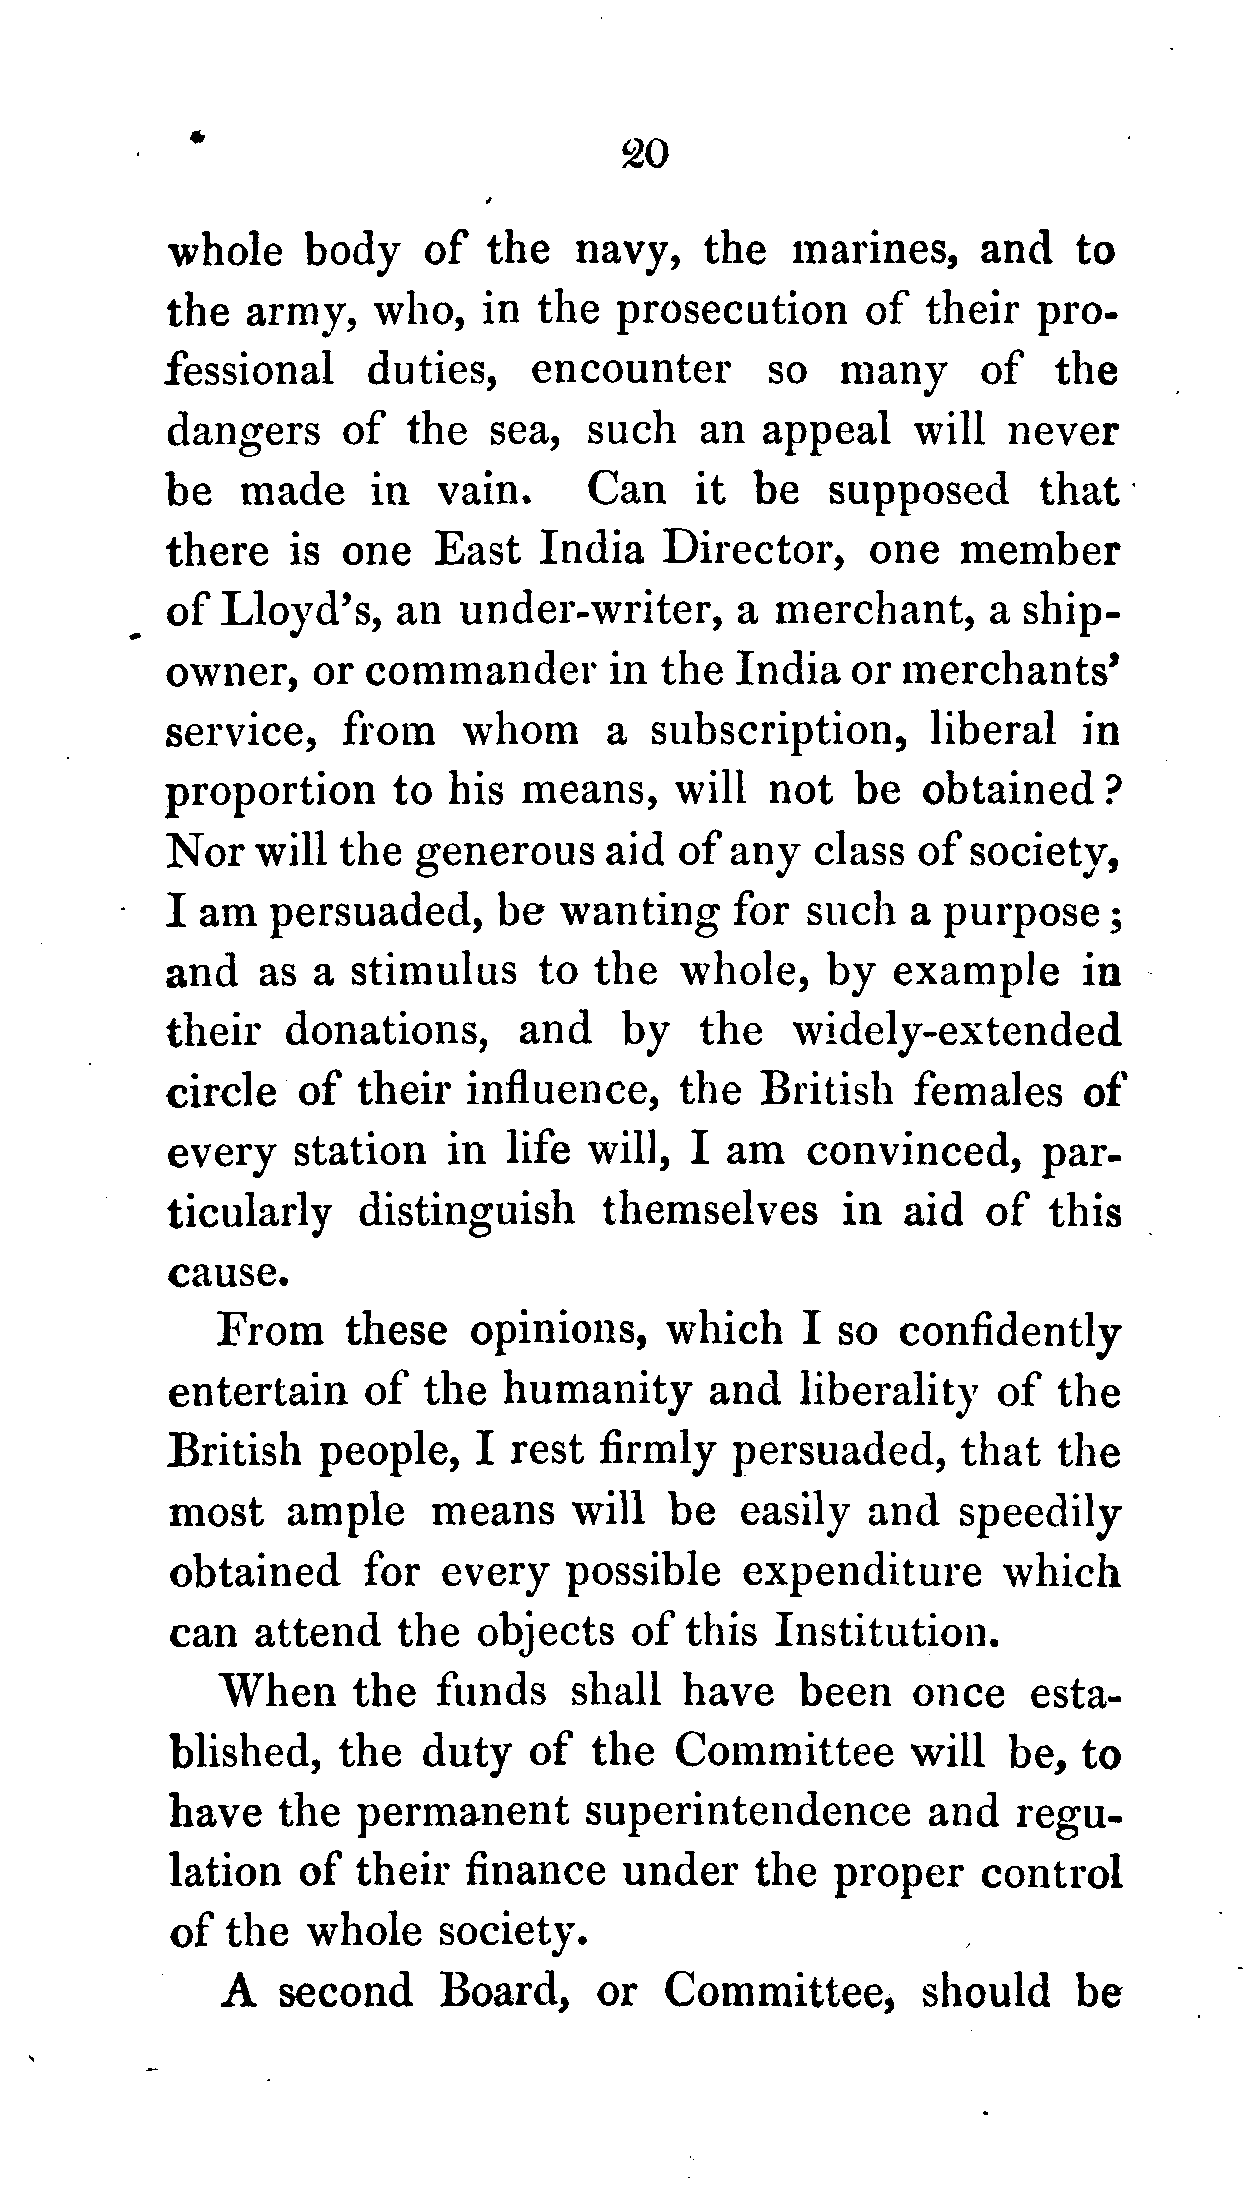 20
whole body of the navy, the marines, and to
the army, who, in the prosecution of their pro-
fessional duties, encounter so many of the
dangers of the sea, such an appeal will never
be made in vain. Can it be supposed that
there is one East India Director, one member
of Lloyd's, an under-writer, a merchant, a ship-
owner, or commander in the India or merchants'
service, from whom a subscription, liberal in
proportion to his means, will not be obtained?
Nor will the generous aid of any class of society,
I am persuaded, be wanting for such a purpose;
and as a stimulus to the whole, by example in
their donations, and by the widely-extended
circle of their influence, the British females of
every station in life will, I am convinced, par-
ticularly distinguish themselves in aid of this
cause.
From these opinions, which I so confidently
entertain of the humanity and liberality of the
British people, I rest firmly persuaded, that the
most ample means will be easily and speedily
obtained for every possible expenditure which
can attend the objects of this Institution.
When the funds shall have been once esta-
blished, the duty of the Committee will be, to
have the permanent superintendence and regu-
lation of their finance under the proper control
of the whole society.
A second Board, or Committee, should be